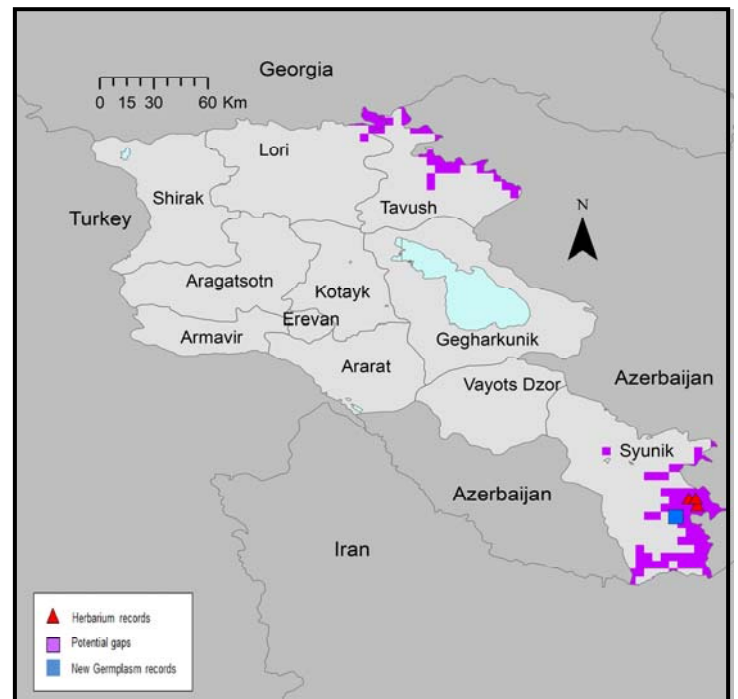 Georgia
0 15 30 60 Km
Lori
Shirak
Tavush
Turkey
N
Aragatsotn
Kotayk
Erevan
Armavir
Gegharkunik
Ararat
Vayots Dzor
Azerbaijan
Syunik
Azerbaijan
Iran
Herbarium records
Potential gaps
New Germplasm records